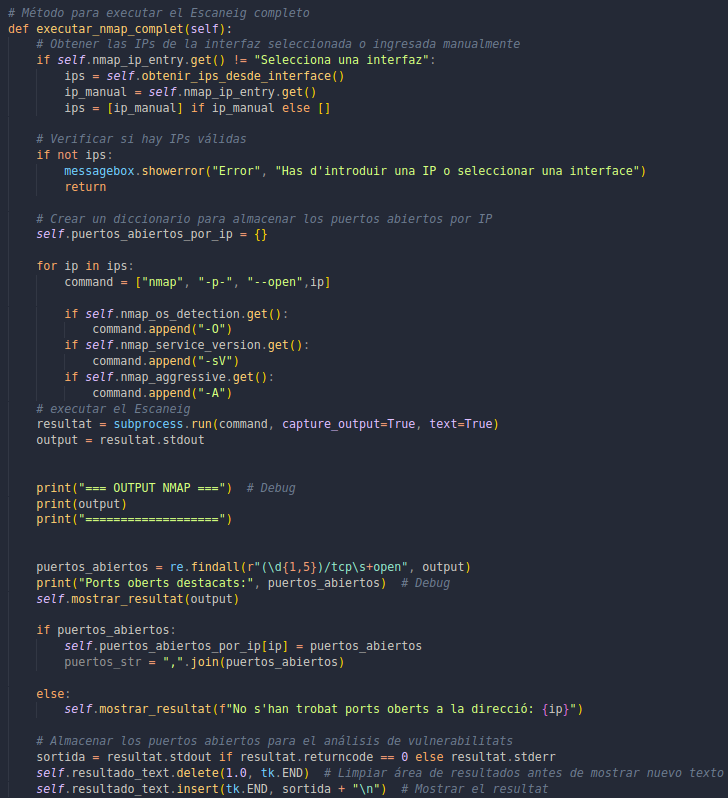 # Método para executar el Escaneig completo
def executar_nmap_complet(self):
    # Obtener las IPs de la interfaz seleccionada o ingresada manualmente
    if self.nmap_ip_entry.get() != "Selecciona una interfaz":
        ips = self.obtenir_ips_desde_interface()
        ip_manual = self.nmap_ip_entry.get()
        ips = [ip_manual] if ip_manual else []
    # Verificar si hay IPs válidas
    if not ips:
        messagebox.showerror("Error", "Has d'introduir una IP o seleccionar una interface")
        return
    # Crear un diccionario para almacenar los puertos abiertos por IP
    self.puertos_abiertos_por_ip = {}
    for ip in ips:
        command = ["nmap", "-p-", "--open",ip]
        if self.nmap_os_detection.get():
            command.append("-O")
        if self.nmap_service_version.get():
            command.append("-sV")
        if self.nmap_aggressive.get():
            command.append("-A")
    # executar el Escaneig
    resultat = subprocess.run(command, capture_output=True, text=True)
    output = resultat.stdout
    print("=== OUTPUT NMAP ===")  # Debug
    print(output)
    print("===================")
    puertos_abiertos = re.findall(r"(\d{1,5})/tcp\s+open", output)
    print("Ports oberts destacats:", puertos_abiertos)  # Debug
    self.mostrar_resultat(output)
    if puertos_abiertos:
        self.puertos_abiertos_por_ip[ip] = puertos_abiertos
        puertos_str = ",".join(puertos_abiertos)
    else:
        self.mostrar_resultat(f"No s'han trobat ports oberts a la direcció: {ip}")
    # Almacenar los puertos abiertos para el análisis de vulnerabilitats
    sortida = resultat.stdout if resultat.returncode == 0 else resultat.stderr
    self.resultado_text.delete(1.0, tk.END)  # Limpiar área de resultados antes de mostrar nuevo texto
    self.resultado_text.insert(tk.END, sortida + "\n")  # Mostrar el resultat